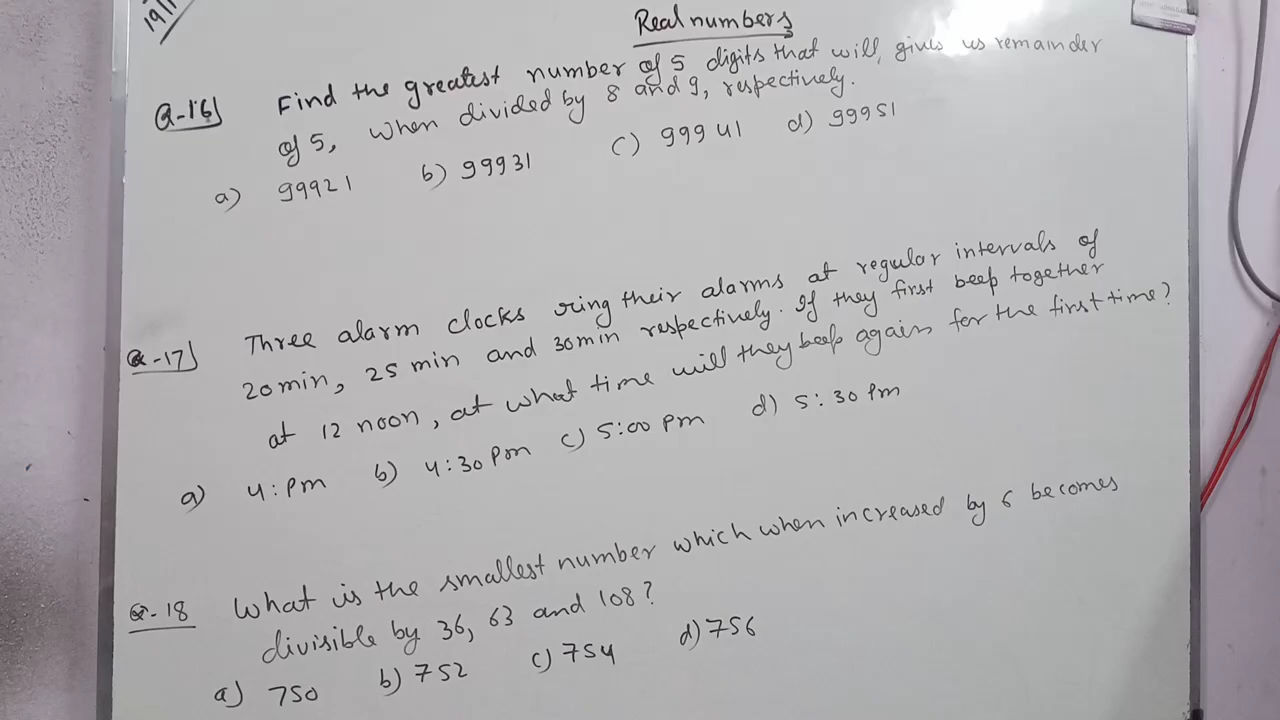 Real numbers
Q-16) Find the greatest number of 5 digits that will, gives us remainder
of 5, when divided by 8 and 9, respectively.
a) 99921 b) 99931 c) 99941 d) 99951
Q-17) Three alarm clocks ring their alarms at regular intervals of
20min, 25 min and 30min respectively. If they first beep together
at 12 noon, at what time will they beep again for the first time?
a) 4:pm b) 4:30 pm c) 5:00 pm d) 5:30 pm
Q-18 What is the smallest number which when increased by 6 becomes
divisible by 36, 63 and 108?
a) 750 b) 752 c) 754 d) 756